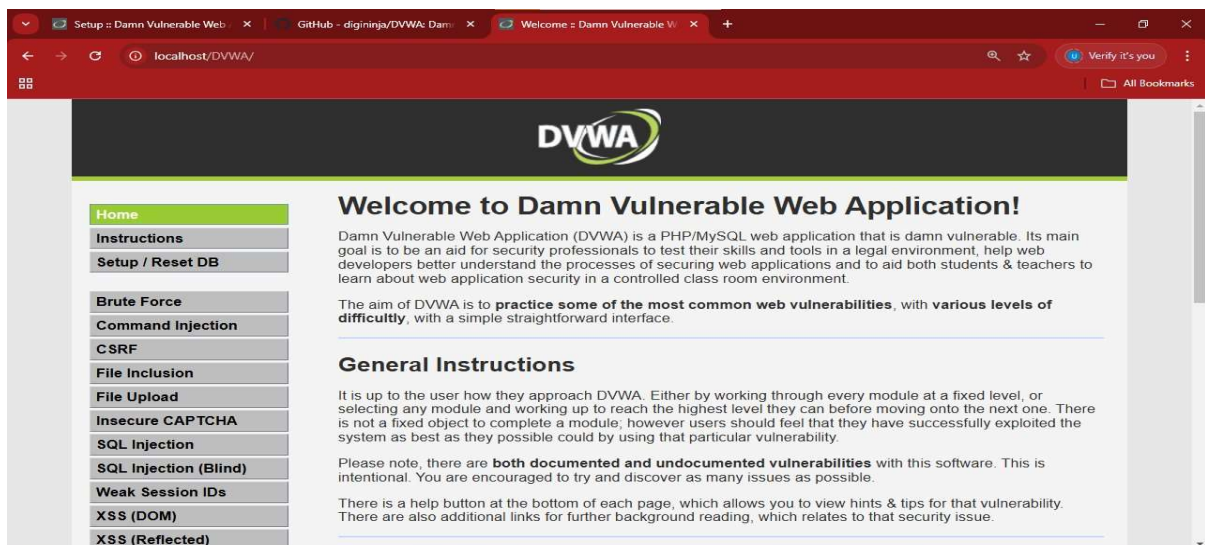 Setup :: Damn Vulnerable Web
GitHub - digininja/DVWA: Dam
Welcome :: Damn Vulnerable W
localhost/DVWA/
Verify it's you
All Bookmarks
DVWA
Home
Instructions
Setup / Reset DB
Brute Force
Command Injection
CSRF
File Inclusion
File Upload
Insecure CAPTCHA
SQL Injection
SQL Injection (Blind)
Weak Session IDs
XSS (DOM)
XSS (Reflected)
Welcome to Damn Vulnerable Web Application!
Damn Vulnerable Web Application (DVWA) is a PHP/MySQL web application that is damn vulnerable. Its main
goal is to be an aid for security professionals to test their skills and tools in a legal environment, help web
developers better understand the processes of securing web applications and to aid both students & teachers to
learn about web application security in a controlled class room environment.
The aim of DVWA is to practice some of the most common web vulnerabilities, with various levels of
difficultly, with a simple straightforward interface.
General Instructions
It is up to the user how they approach DVWA. Either by working through every module at a fixed level, or
selecting any module and working up to reach the highest level they can before moving onto the next one. There
is not a fixed object to complete a module; however users should feel that they have successfully exploited the
system as best as they possible could by using that particular vulnerability.
Please note, there are both documented and undocumented vulnerabilities with this software. This is
intentional. You are encouraged to try and discover as many issues as possible.
There is a help button at the bottom of each page, which allows you to view hints & tips for that vulnerability.
There are also additional links for further background reading, which relates to that security issue.